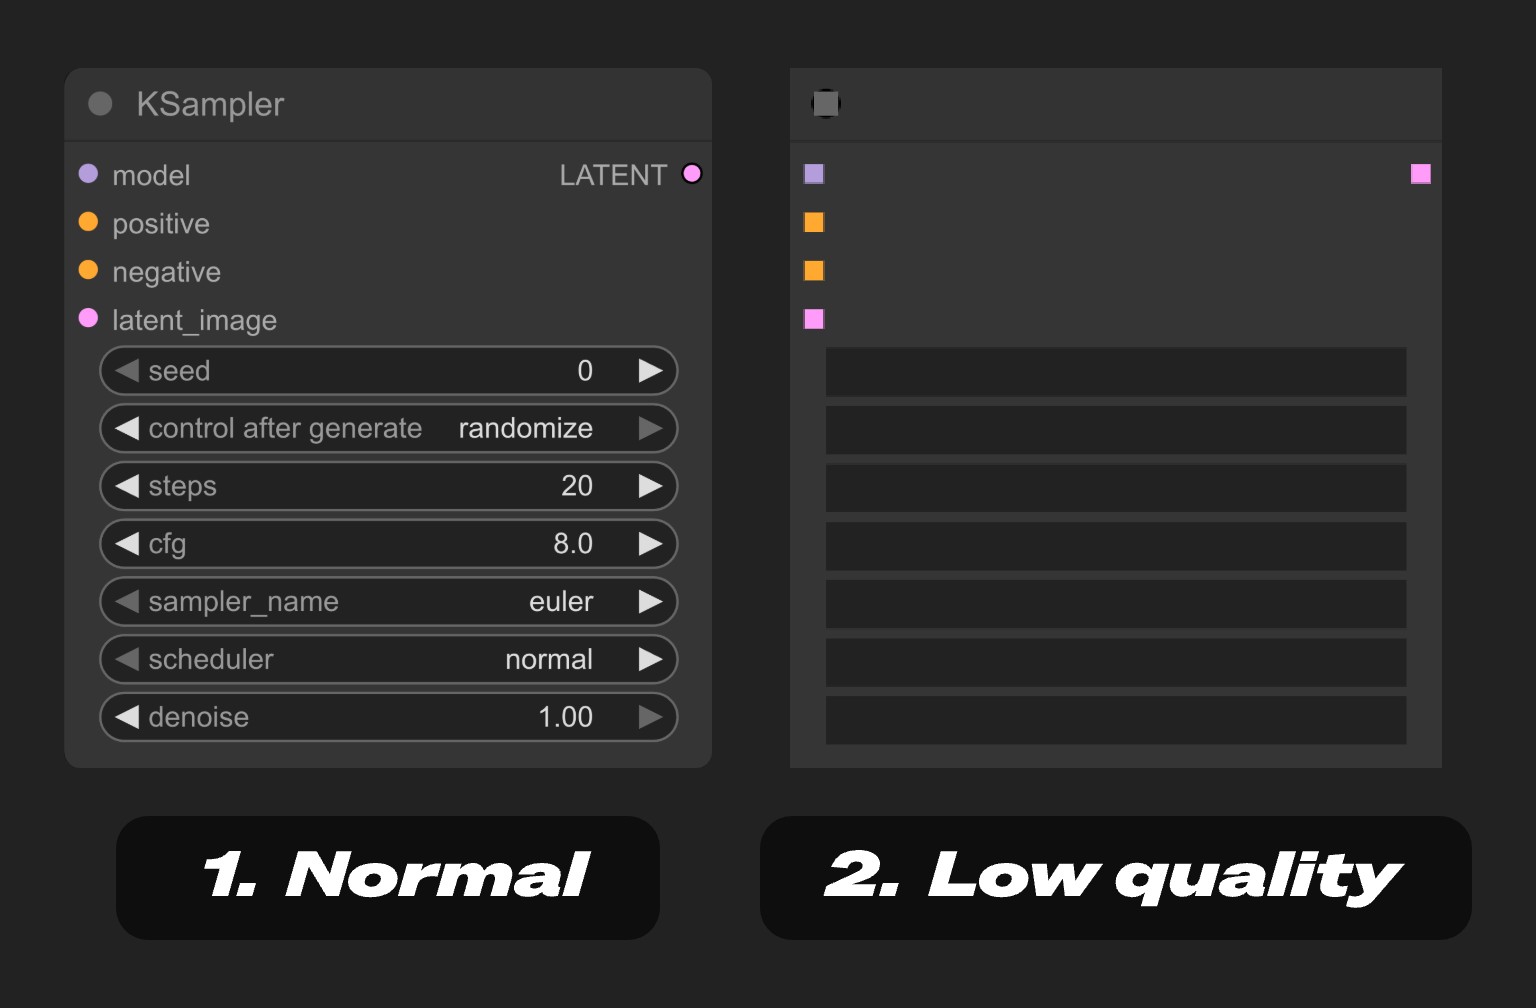 KSampler
model LATENT
positive
negative
latent_image
seed 0
control after generate randomize
steps 20
cfg 8.0
sampler_name euler
scheduler normal
denoise 1.00
1. Normal
2. Low quality